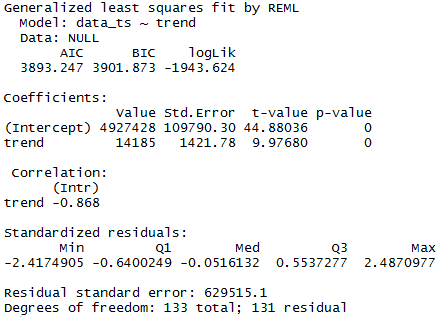 Generalized least squares fit by REML
  Model: data_ts ~ trend
  Data: NULL
       AIC      BIC    logLik
  3893.247 3901.873 -1943.624

Coefficients:
              Value Std.Error  t-value p-value
(Intercept) 4927428 109790.30 44.88036       0
trend         14185   1421.78  9.97680       0

 Correlation:
      (Intr)
trend -0.868

Standardized residuals:
       Min         Q1        Med         Q3        Max
-2.4174905 -0.6400249 -0.0516132  0.5537277  2.4870977

Residual standard error: 629515.1
Degrees of freedom: 133 total; 131 residual